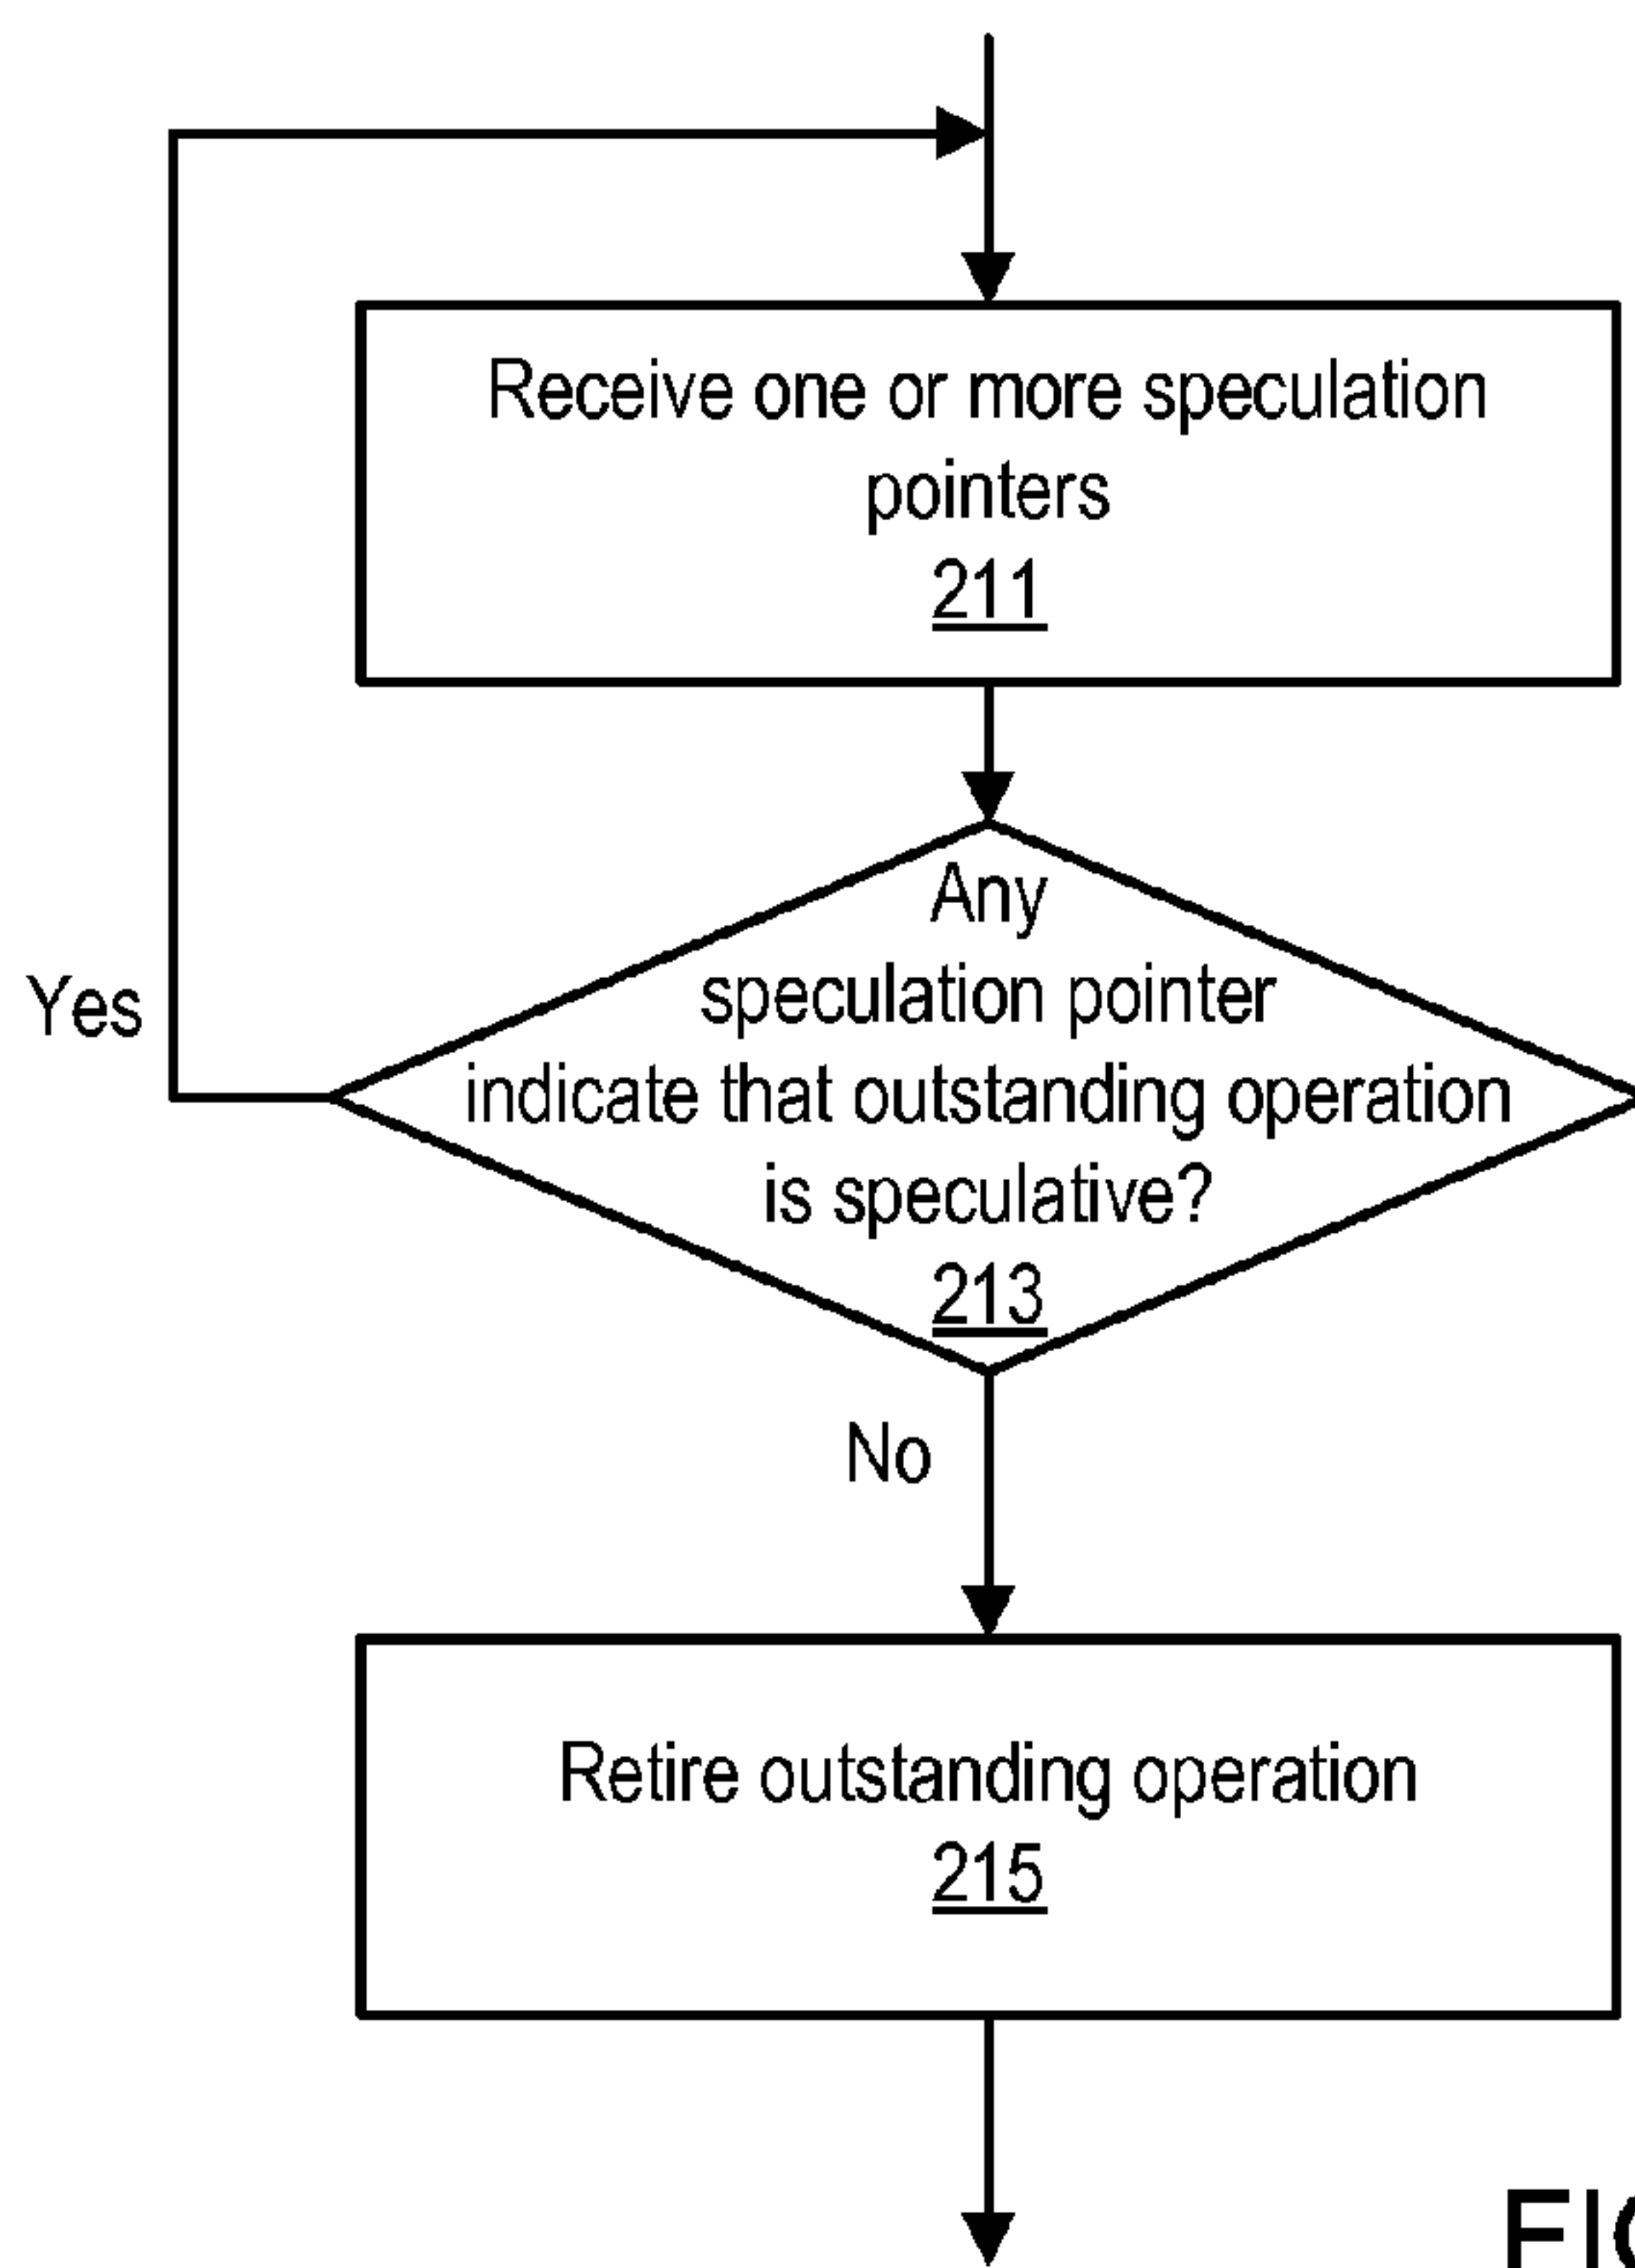 Receive one or more speculation
pointers
211
Any
speculation pointer
indicate that outstanding operation
is speculative?
213
Yes
No
Retire outstanding operation
215